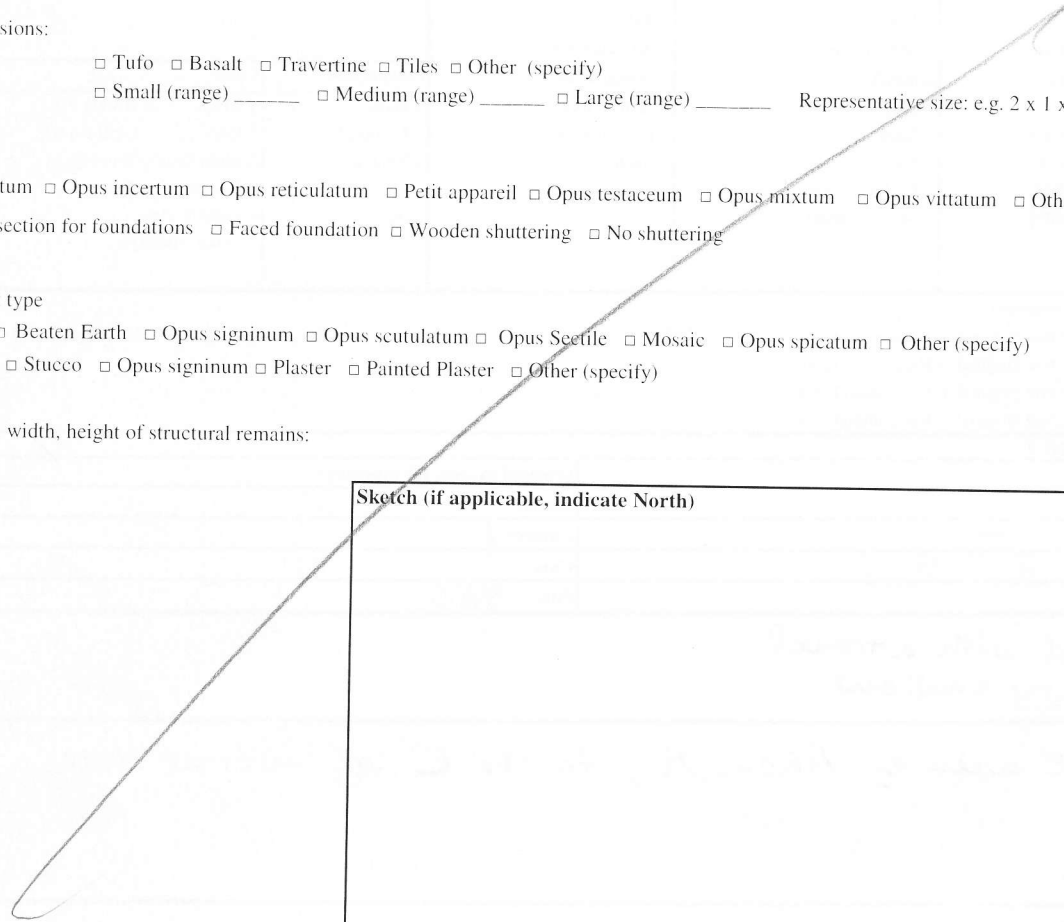 sions:
□ Tufo □ Basalt □ Travertine □ Tiles □ Other (specify)
□ Small (range) ______ □ Medium (range) ______ □ Large (range) _______ Representative size: e.g. 2 x 1 x
tum □ Opus incertum □ Opus reticulatum □ Petit appareil □ Opus testaceum □ Opus mixtum □ Opus vittatum □ Oth
section for foundations □ Faced foundation □ Wooden shuttering □ No shuttering
type
□ Beaten Earth □ Opus signinum □ Opus scutulatum □ Opus Sectile □ Mosaic □ Opus spicatum □ Other (specify)
□ Stucco □ Opus signinum □ Plaster □ Painted Plaster □ Other (specify)
width, height of structural remains:
Sketch (if applicable, indicate North)